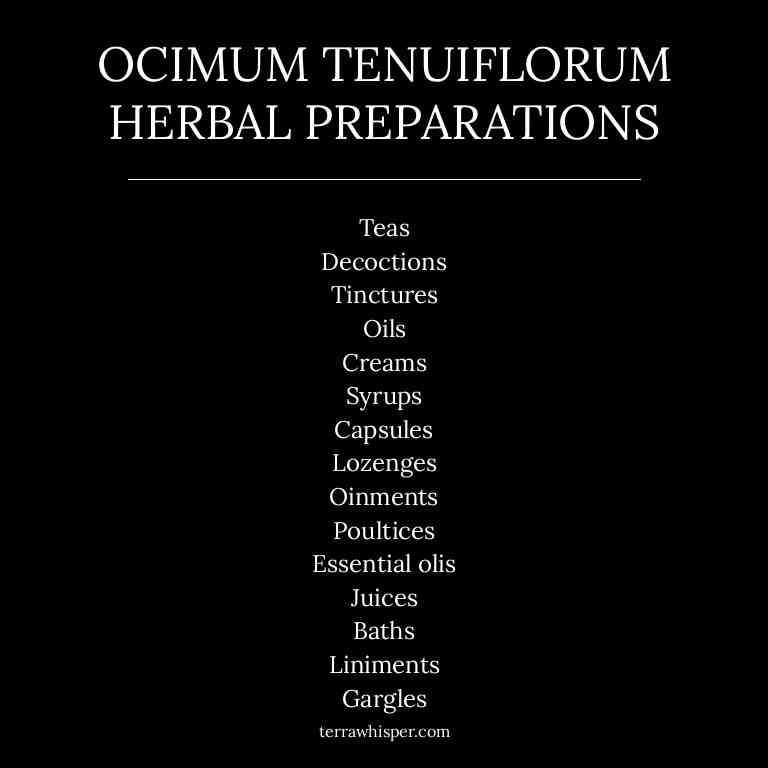 OCIMUM TENUIFLORUM
HERBAL PREPARATIONS
Teas
Decoctions
Tinctures
Oils
Creams
Syrups
Capsules
Lozenges
Oinments
Poultices
Essential olis
Juices
Baths
Liniments
Gargles
terrawhisper.com